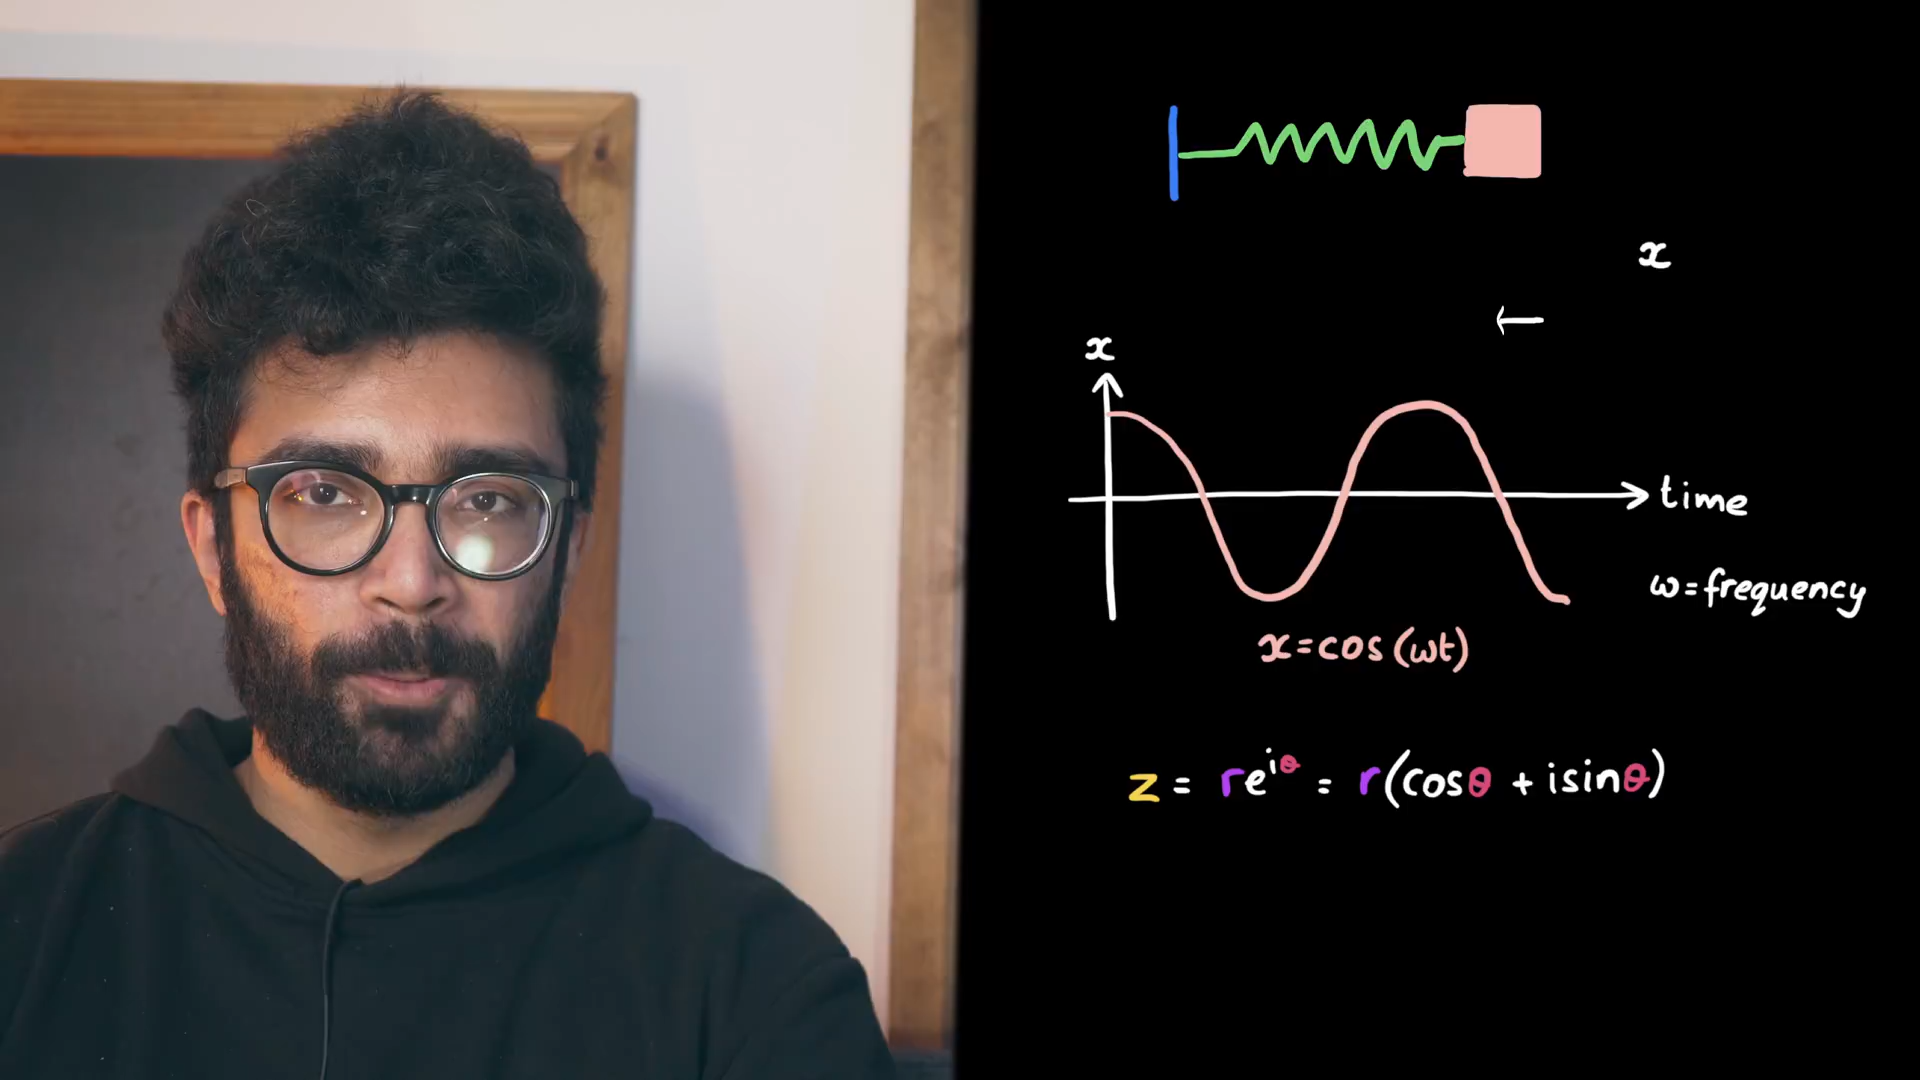 x
x
time
ω=frequency
x=cos(ωt)
z = re^{iθ} = r(cosθ + isinθ)